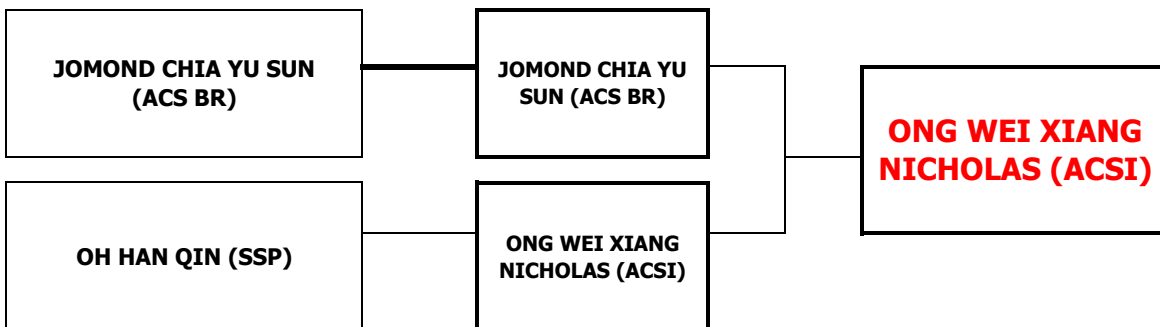 JOMOND CHIA YU SUN
(ACS BR)
JOMOND CHIA YU
SUN (ACS BR)
ONG WEI XIANG
NICHOLAS (ACSI)
OH HAN QIN (SSP)
ONG WEI XIANG
NICHOLAS (ACSI)